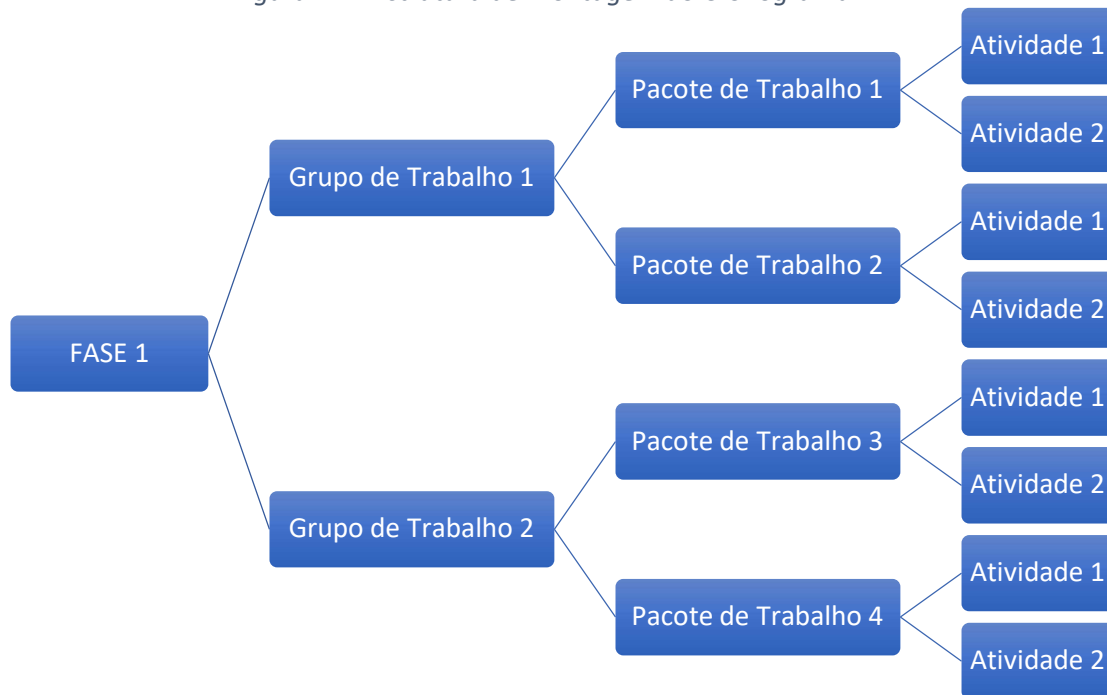 FASE 1
Grupo de Trabalho 1
Pacote de Trabalho 1
Atividade 1
Atividade 2
Pacote de Trabalho 2
Atividade 1
Atividade 2
Grupo de Trabalho 2
Pacote de Trabalho 3
Atividade 1
Atividade 2
Pacote de Trabalho 4
Atividade 1
Atividade 2